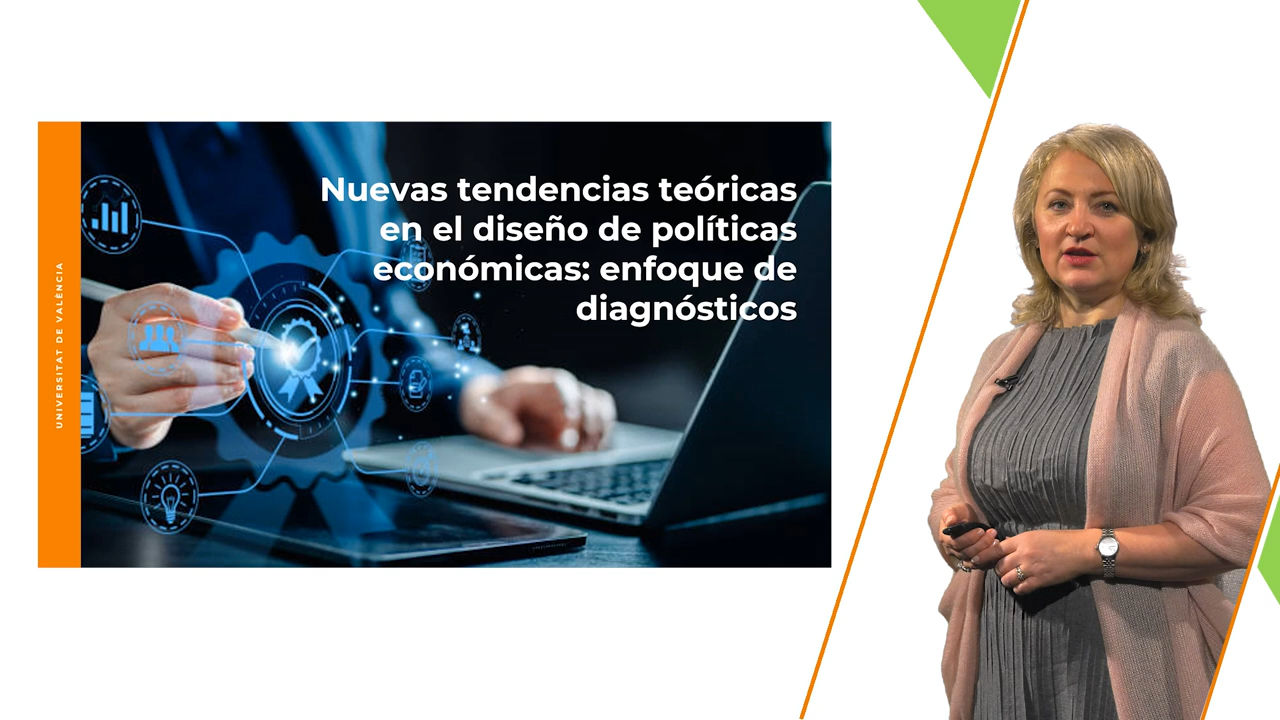 Nuevas tendencias teóricas
en el diseño de políticas
económicas: enfoque de
diagnósticos
UNIVERSITAT DE VALÈNCIA